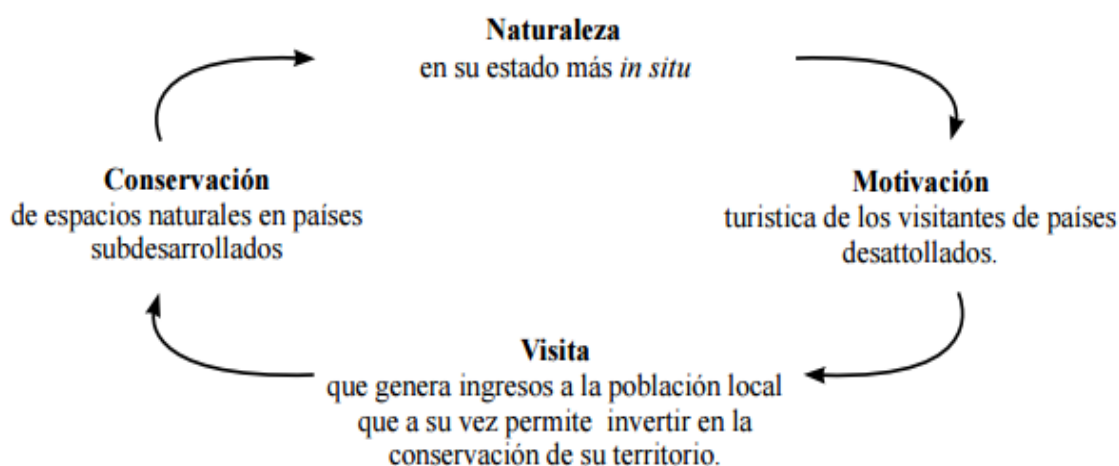 Naturaleza
en su estado más in situ
Motivación
turistica de los visitantes de países
desattollados.
Visita
que genera ingresos a la población local
que a su vez permite invertir en la
conservación de su territorio.
Conservación
de espacios naturales en países
subdesarrollados